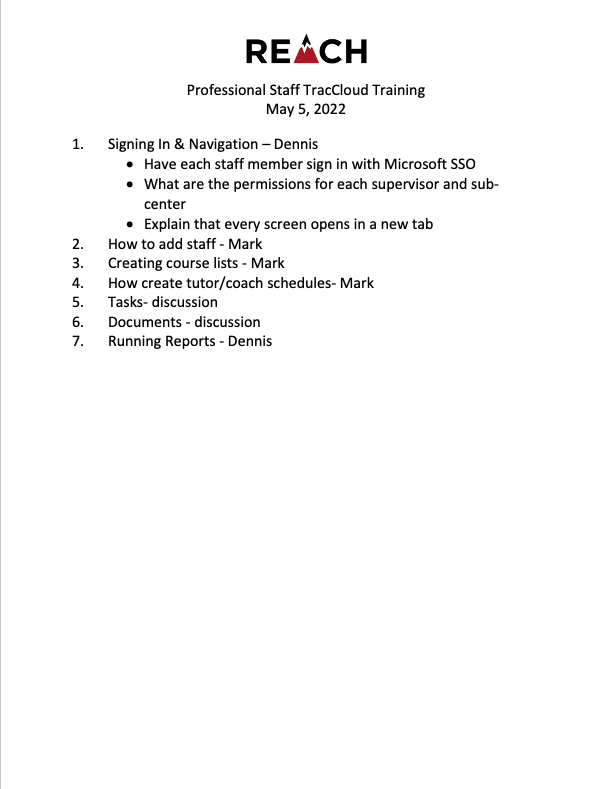 REACH
Professional Staff TracCloud Training
May 5, 2022
1. Signing In & Navigation – Dennis
• Have each staff member sign in with Microsoft SSO
• What are the permissions for each supervisor and sub-
center
• Explain that every screen opens in a new tab
2. How to add staff - Mark
3. Creating course lists - Mark
4. How create tutor/coach schedules- Mark
5. Tasks- discussion
6. Documents - discussion
7. Running Reports - Dennis